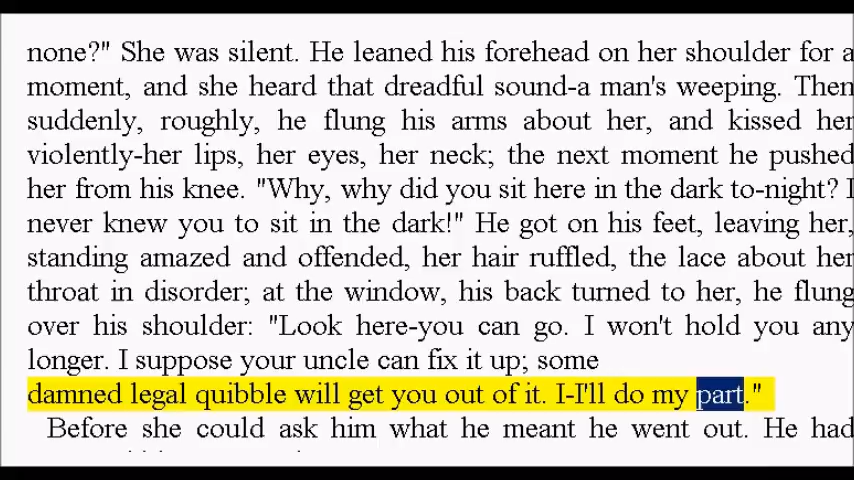 none?" She was silent. He leaned his forehead on her shoulder for a
moment, and she heard that dreadful sound-a man's weeping. Then
suddenly, roughly, he flung his arms about her, and kissed her
violently-her lips, her eyes, her neck; the next moment he pushed
her from his knee. "Why, why did you sit here in the dark to-night? I
never knew you to sit in the dark!" He got on his feet, leaving her,
standing amazed and offended, her hair ruffled, the lace about her
throat in disorder; at the window, his back turned to her, he flung
over his shoulder: "Look here-you can go. I won't hold you any
longer. I suppose your uncle can fix it up; some
damned legal quibble will get you out of it. I-I'll do my part."
Before she could ask him what he meant he went out. He had